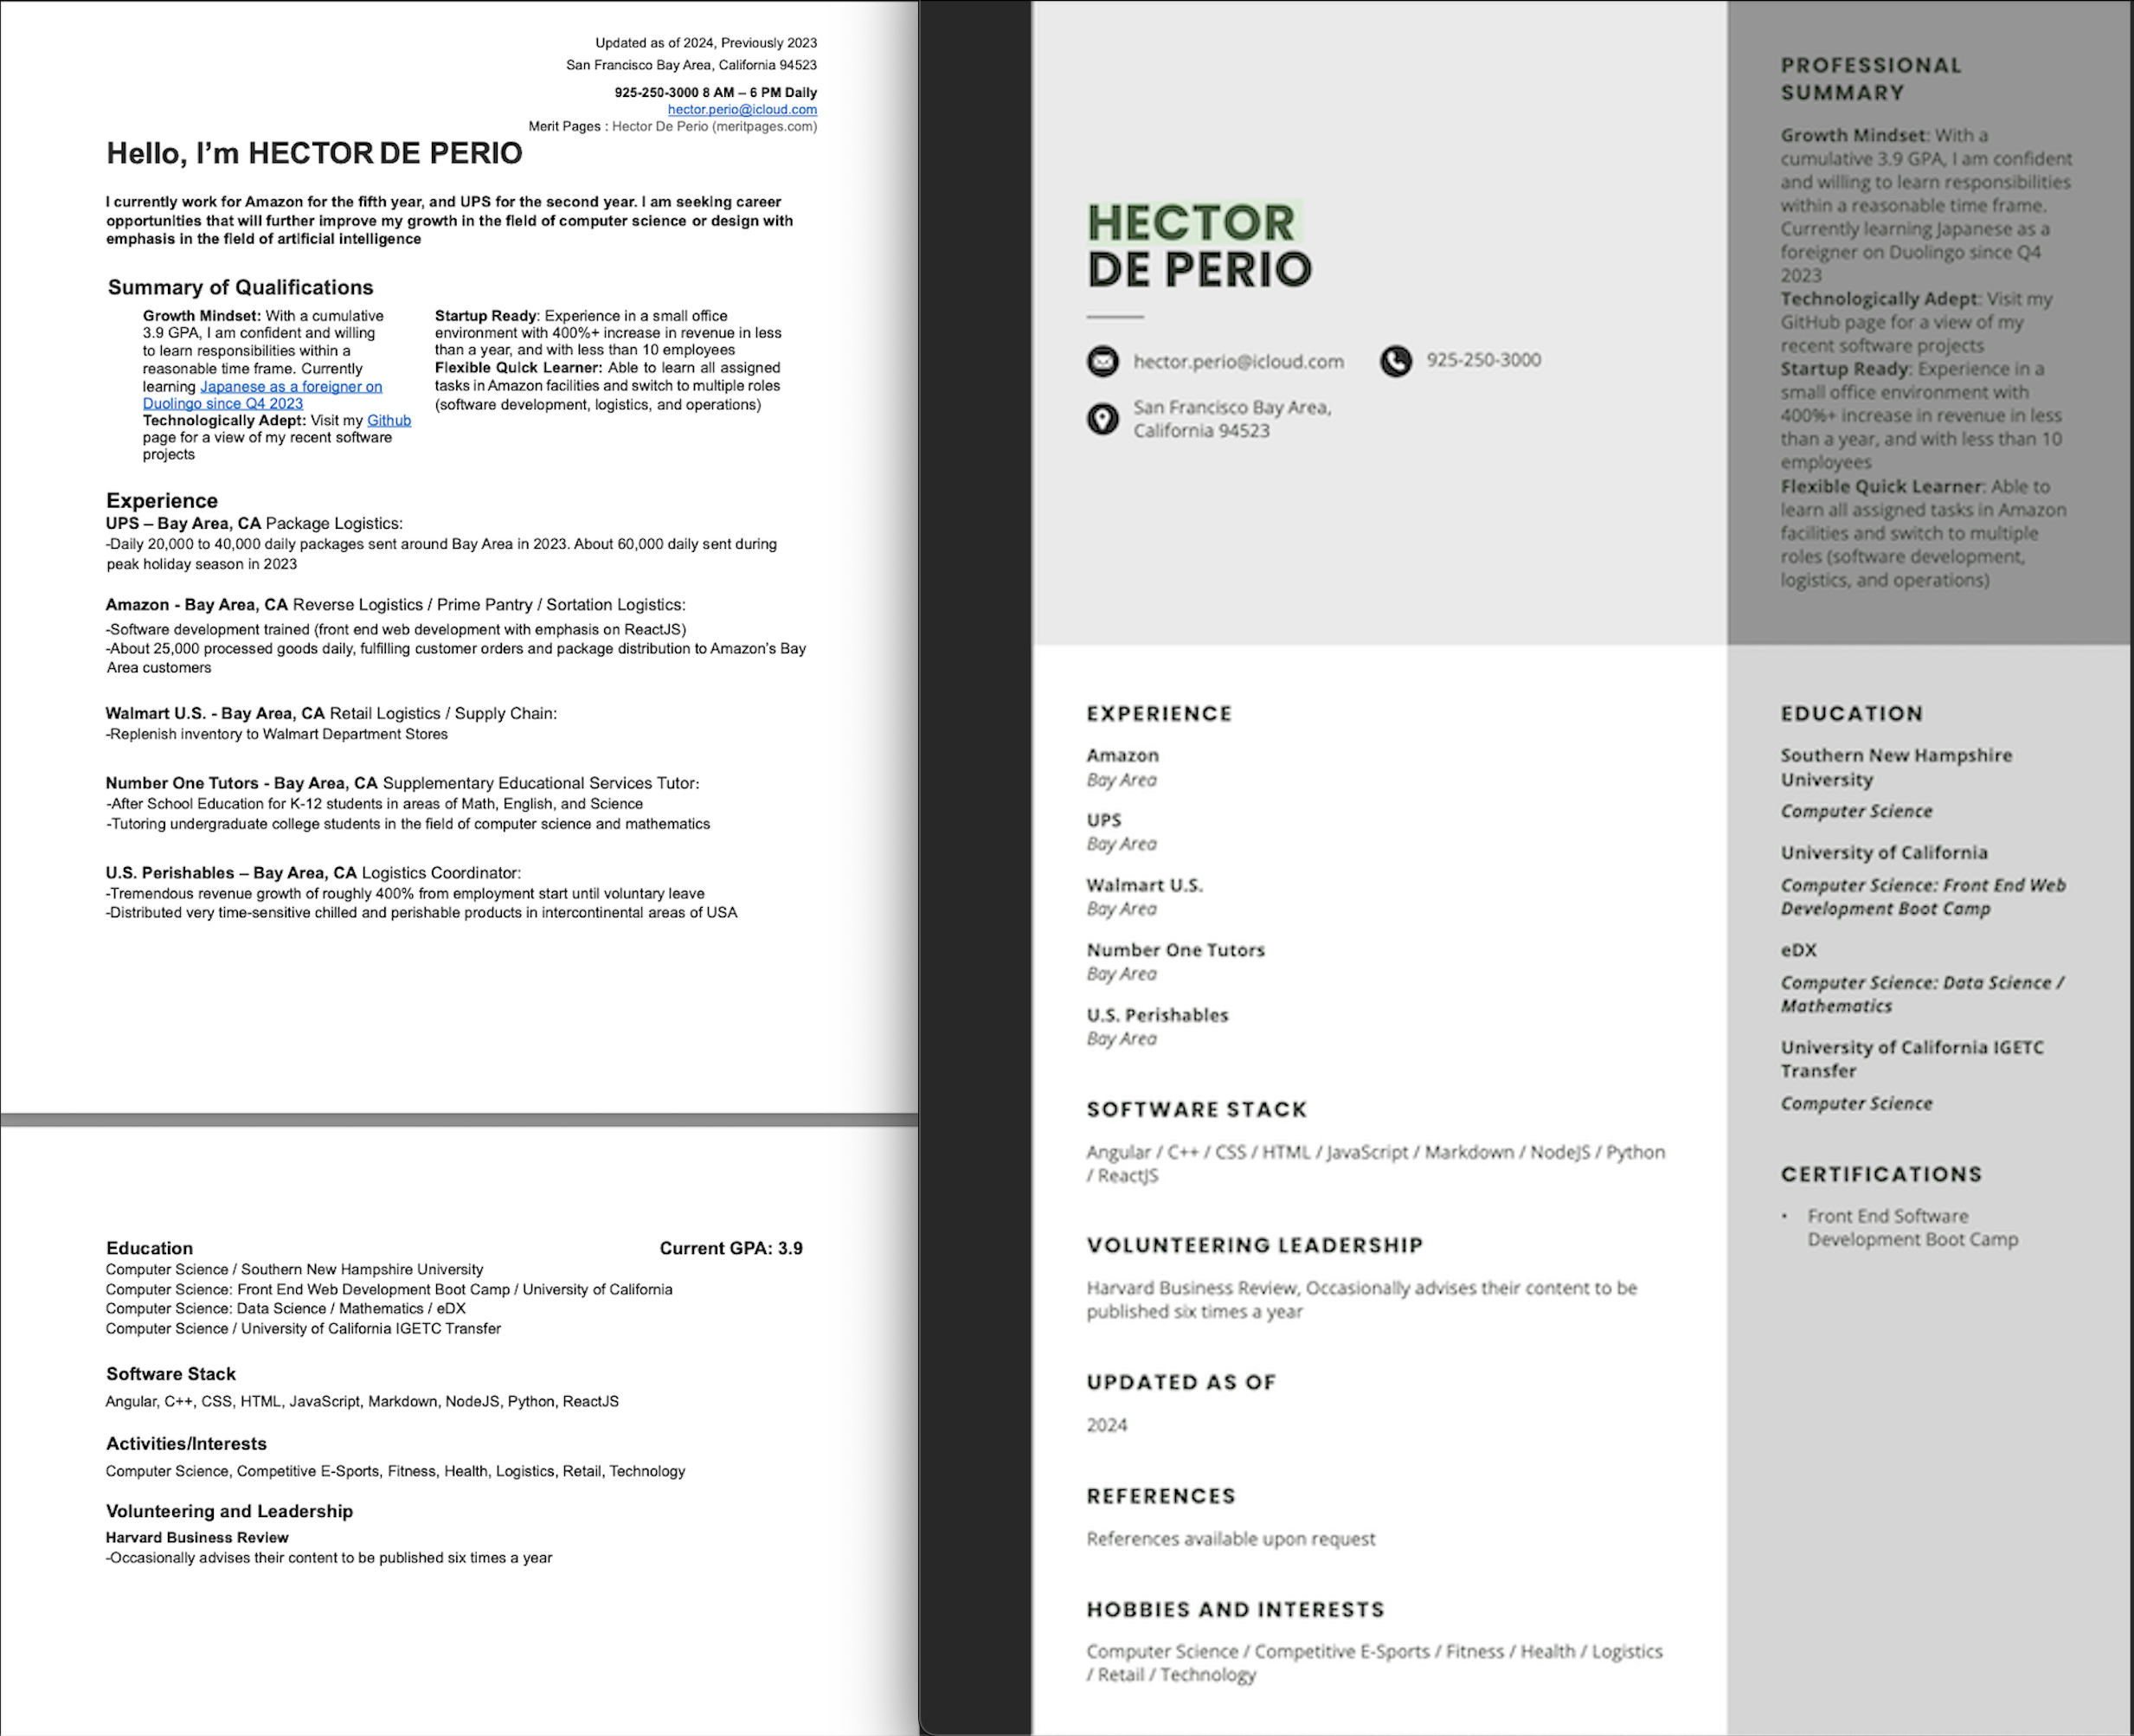 Updated as of 2024, Previously 2023
San Francisco Bay Area, California 94523
925-250-3000 8 AM – 6 PM Daily
hector.perio@icloud.com
Merit Pages : Hector De Perio (meritpages.com)
Hello, I’m HECTOR DE PERIO
I currently work for Amazon for the fifth year, and UPS for the second year. I am seeking career
opportunities that will further improve my growth in the field of computer science or design with
emphasis in the field of artificial intelligence
Summary of Qualifications
Growth Mindset: With a cumulative
3.9 GPA, I am confident and willing
to learn responsibilities within a
reasonable time frame. Currently
learning Japanese as a foreigner on
Duolingo since Q4 2023
Technologically Adept: Visit my Github
page for a view of my recent software
projects
Startup Ready: Experience in a small office
environment with 400%+ increase in revenue in less
than a year, and with less than 10 employees
Flexible Quick Learner: Able to learn all assigned
tasks in Amazon facilities and switch to multiple roles
(software development, logistics, and operations)
Experience
UPS – Bay Area, CA Package Logistics:
-Daily 20,000 to 40,000 daily packages sent around Bay Area in 2023. About 60,000 daily sent during
peak holiday season in 2023
Amazon - Bay Area, CA Reverse Logistics / Prime Pantry / Sortation Logistics:
-Software development trained (front end web development with emphasis on ReactJS)
-About 25,000 processed goods daily, fulfilling customer orders and package distribution to Amazon’s Bay
Area customers
Walmart U.S. - Bay Area, CA Retail Logistics / Supply Chain:
-Replenish inventory to Walmart Department Stores
Number One Tutors - Bay Area, CA Supplementary Educational Services Tutor:
-After School Education for K-12 students in areas of Math, English, and Science
-Tutoring undergraduate college students in the field of computer science and mathematics
U.S. Perishables – Bay Area, CA Logistics Coordinator:
-Tremendous revenue growth of roughly 400% from employment start until voluntary leave
-Distributed very time-sensitive chilled and perishable products in intercontinental areas of USA
Education Current GPA: 3.9
Computer Science / Southern New Hampshire University
Computer Science: Front End Web Development Boot Camp / University of California
Computer Science: Data Science / Mathematics / eDX
Computer Science / University of California IGETC Transfer
Software Stack
Angular, C++, CSS, HTML, JavaScript, Markdown, NodeJS, Python, ReactJS
Activities/Interests
Computer Science, Competitive E-Sports, Fitness, Health, Logistics, Retail, Technology
Volunteering and Leadership
Harvard Business Review
-Occasionally advises their content to be published six times a year
HECTOR
DE PERIO
hector.perio@icloud.com
925-250-3000
San Francisco Bay Area,
California 94523
EXPERIENCE
Amazon
Bay Area
UPS
Bay Area
Walmart U.S.
Bay Area
Number One Tutors
Bay Area
U.S. Perishables
Bay Area
SOFTWARE STACK
Angular / C++ / CSS / HTML / JavaScript / Markdown / NodeJS / Python
/ ReactJS
VOLUNTEERING LEADERSHIP
Harvard Business Review, Occasionally advises their content to be
published six times a year
UPDATED AS OF
2024
REFERENCES
References available upon request
HOBBIES AND INTERESTS
Computer Science / Competitive E-Sports / Fitness / Health / Logistics
/ Retail / Technology
PROFESSIONAL
SUMMARY
Growth Mindset: With a
cumulative 3.9 GPA, I am confident
and willing to learn responsibilities
within a reasonable time frame.
Currently learning Japanese as a
foreigner on Duolingo since Q4
2023
Technologically Adept: Visit my
GitHub page for a view of my
recent software projects
Startup Ready: Experience in a
small office environment with
400%+ increase in revenue in less
than a year, and with less than 10
employees
Flexible Quick Learner: Able to
learn all assigned tasks in Amazon
facilities and switch to multiple
roles (software development,
logistics, and operations)
EDUCATION
Southern New Hampshire
University
Computer Science
University of California
Computer Science: Front End Web
Development Boot Camp
eDX
Computer Science: Data Science /
Mathematics
University of California IGETC
Transfer
Computer Science
CERTIFICATIONS
• Front End Software
Development Boot Camp